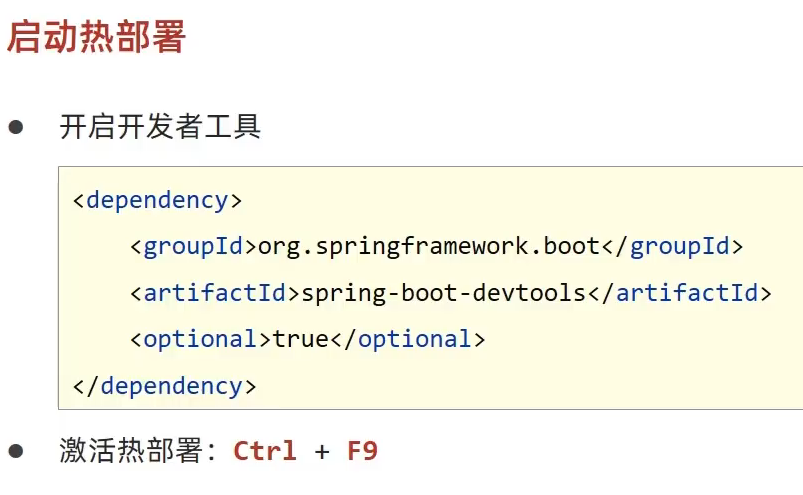 启动热部署
● 开启开发者工具
<dependency>
    <groupId>org.springframework.boot</groupId>
    <artifactId>spring-boot-devtools</artifactId>
    <optional>true</optional>
</dependency>
● 激活热部署：Ctrl + F9